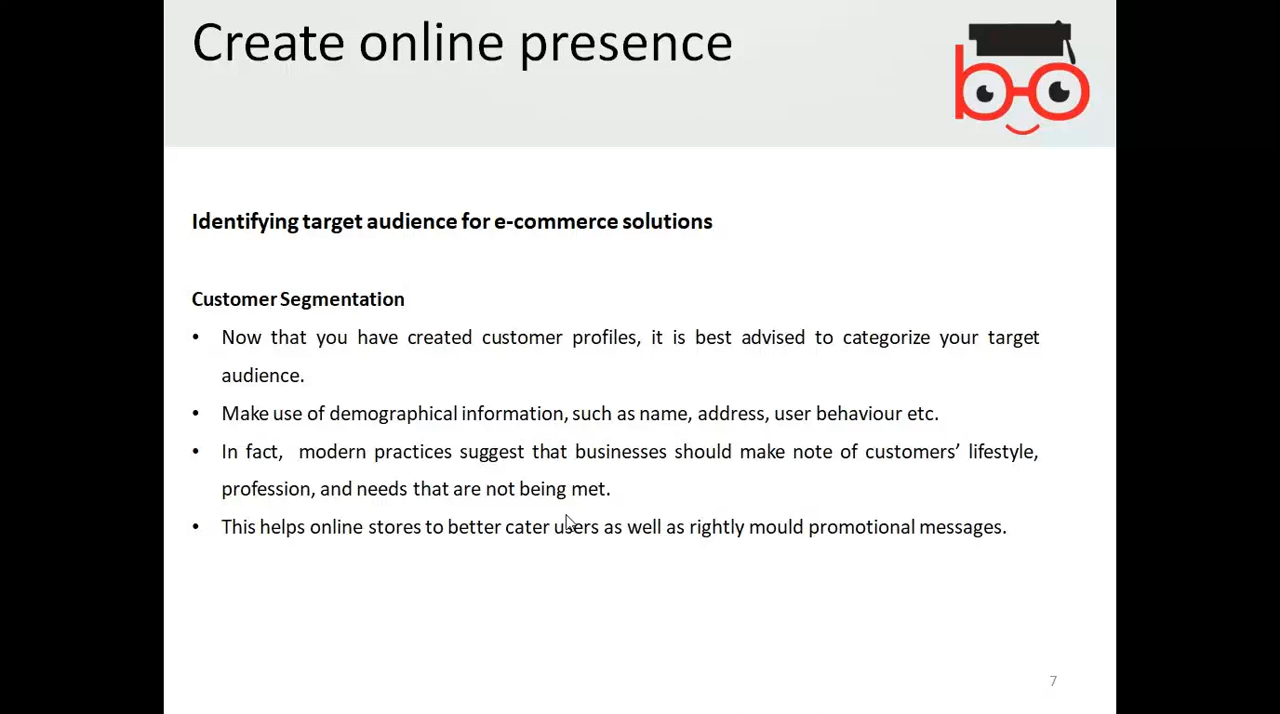 Create online presence
Identifying target audience for e-commerce solutions
Customer Segmentation
• Now that you have created customer profiles, it is best advised to categorize your target
audience.
• Make use of demographical information, such as name, address, user behaviour etc.
• In fact, modern practices suggest that businesses should make note of customers’ lifestyle,
profession, and needs that are not being met.
• This helps online stores to better cater users as well as rightly mould promotional messages.
7